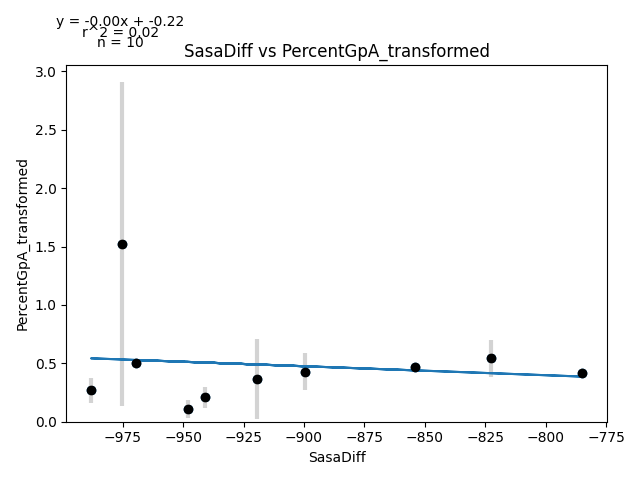 y = -0.00x + -0.22
r^2 = 0.02
n = 10
SasaDiff vs PercentGpA_transformed
PercentGpA_transformed
3.0
2.5
2.0
1.5
1.0
0.5
0.0
−975
−950
−925
−900
−875
−850
−825
−800
−775
SasaDiff